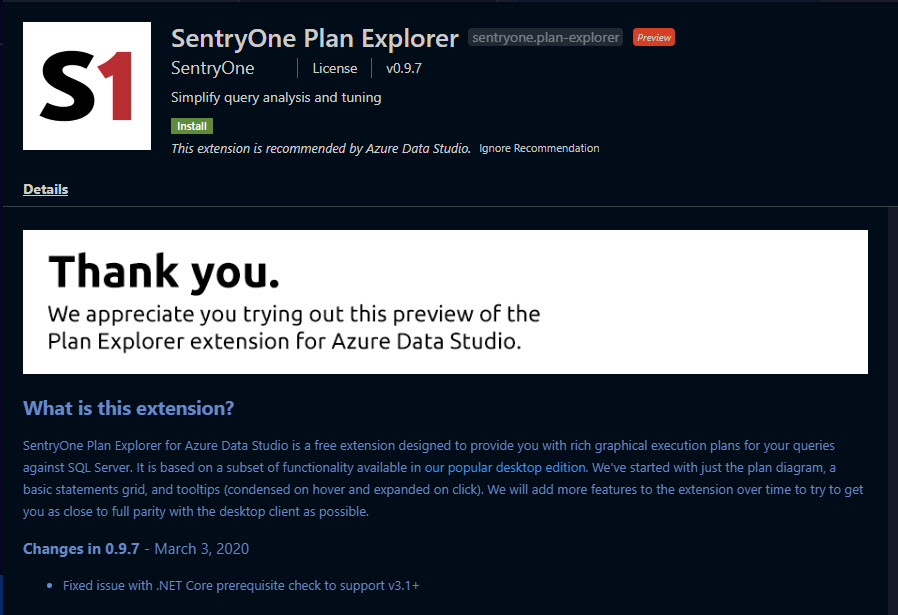 S1
SentryOne Plan Explorer sentryone.plan-explorer Preview
SentryOne | License | v0.9.7
Simplify query analysis and tuning
Install
This extension is recommended by Azure Data Studio. Ignore Recommendation
Details
Thank you.
We appreciate you trying out this preview of the
Plan Explorer extension for Azure Data Studio.
What is this extension?
SentryOne Plan Explorer for Azure Data Studio is a free extension designed to provide you with rich graphical execution plans for your queries
against SQL Server. It is based on a subset of functionality available in our popular desktop edition. We've started with just the plan diagram, a
basic statements grid, and tooltips (condensed on hover and expanded on click). We will add more features to the extension over time to try to get
you as close to full parity with the desktop client as possible.
Changes in 0.9.7 - March 3, 2020
• Fixed issue with .NET Core prerequisite check to support v3.1+